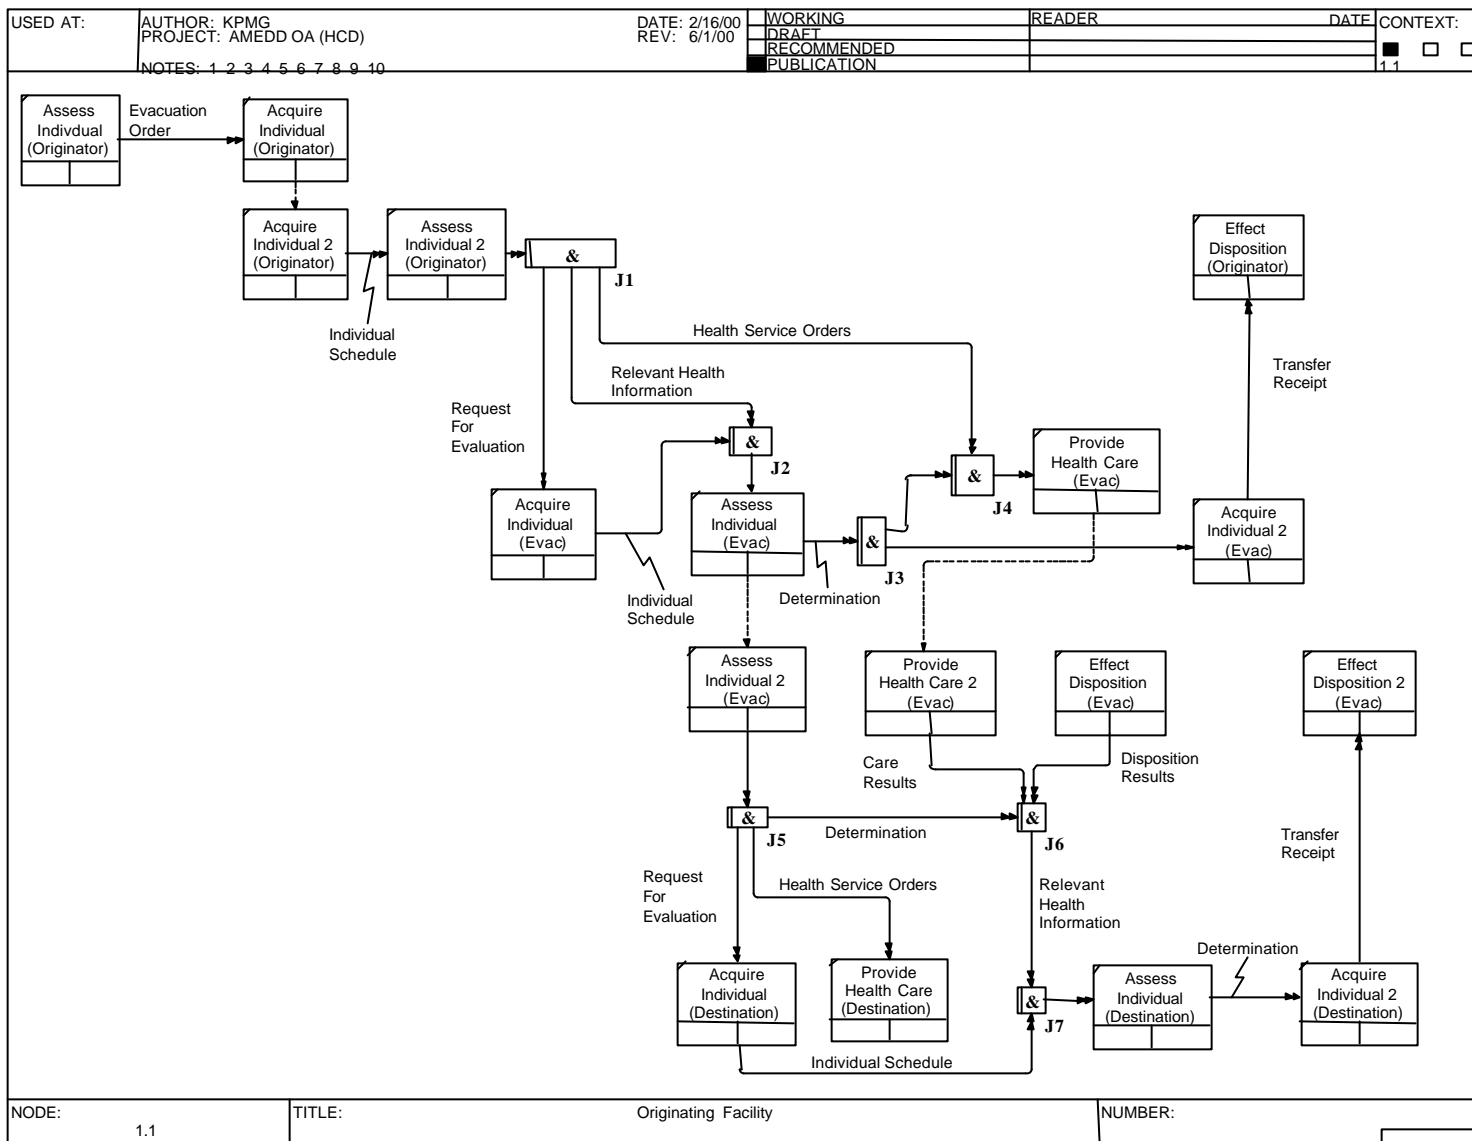 USED AT:
AUTHOR: KPMG
PROJECT: AMEDD OA (HCD)
NOTES: 1 2 3 4 5 6 7 8 9 10
DATE: 2/16/00
REV: 6/1/00
WORKING
DRAFT
RECOMMENDED
PUBLICATION
READER
DATE
CONTEXT:
1.1
Assess
Indivdual
(Originator)
Evacuation
Order
Acquire
Individual
(Originator)
Acquire
Individual 2
(Originator)
Assess
Individual 2
(Originator)
&
J1
Individual
Schedule
Effect
Disposition
(Originator)
Health Service Orders
Transfer
Receipt
Relevant Health
Information
Request
For
Evaluation
&
J2
&
J4
Provide
Health Care
(Evac)
Acquire
Individual
(Evac)
Assess
Individual
(Evac)
&
J3
Acquire
Individual 2
(Evac)
Individual
Schedule
Determination
Assess
Individual 2
(Evac)
Provide
Health Care 2
(Evac)
Effect
Disposition
(Evac)
Effect
Disposition 2
(Evac)
Care
Results
Disposition
Results
&
J5
Determination
&
J6
Transfer
Receipt
Request
For
Evaluation
Health Service Orders
Relevant
Health
Information
Determination
Acquire
Individual
(Destination)
Provide
Health Care
(Destination)
&
J7
Assess
Individual
(Destination)
Acquire
Individual 2
(Destination)
Individual Schedule
NODE:
1.1
TITLE:
Originating Facility
NUMBER: